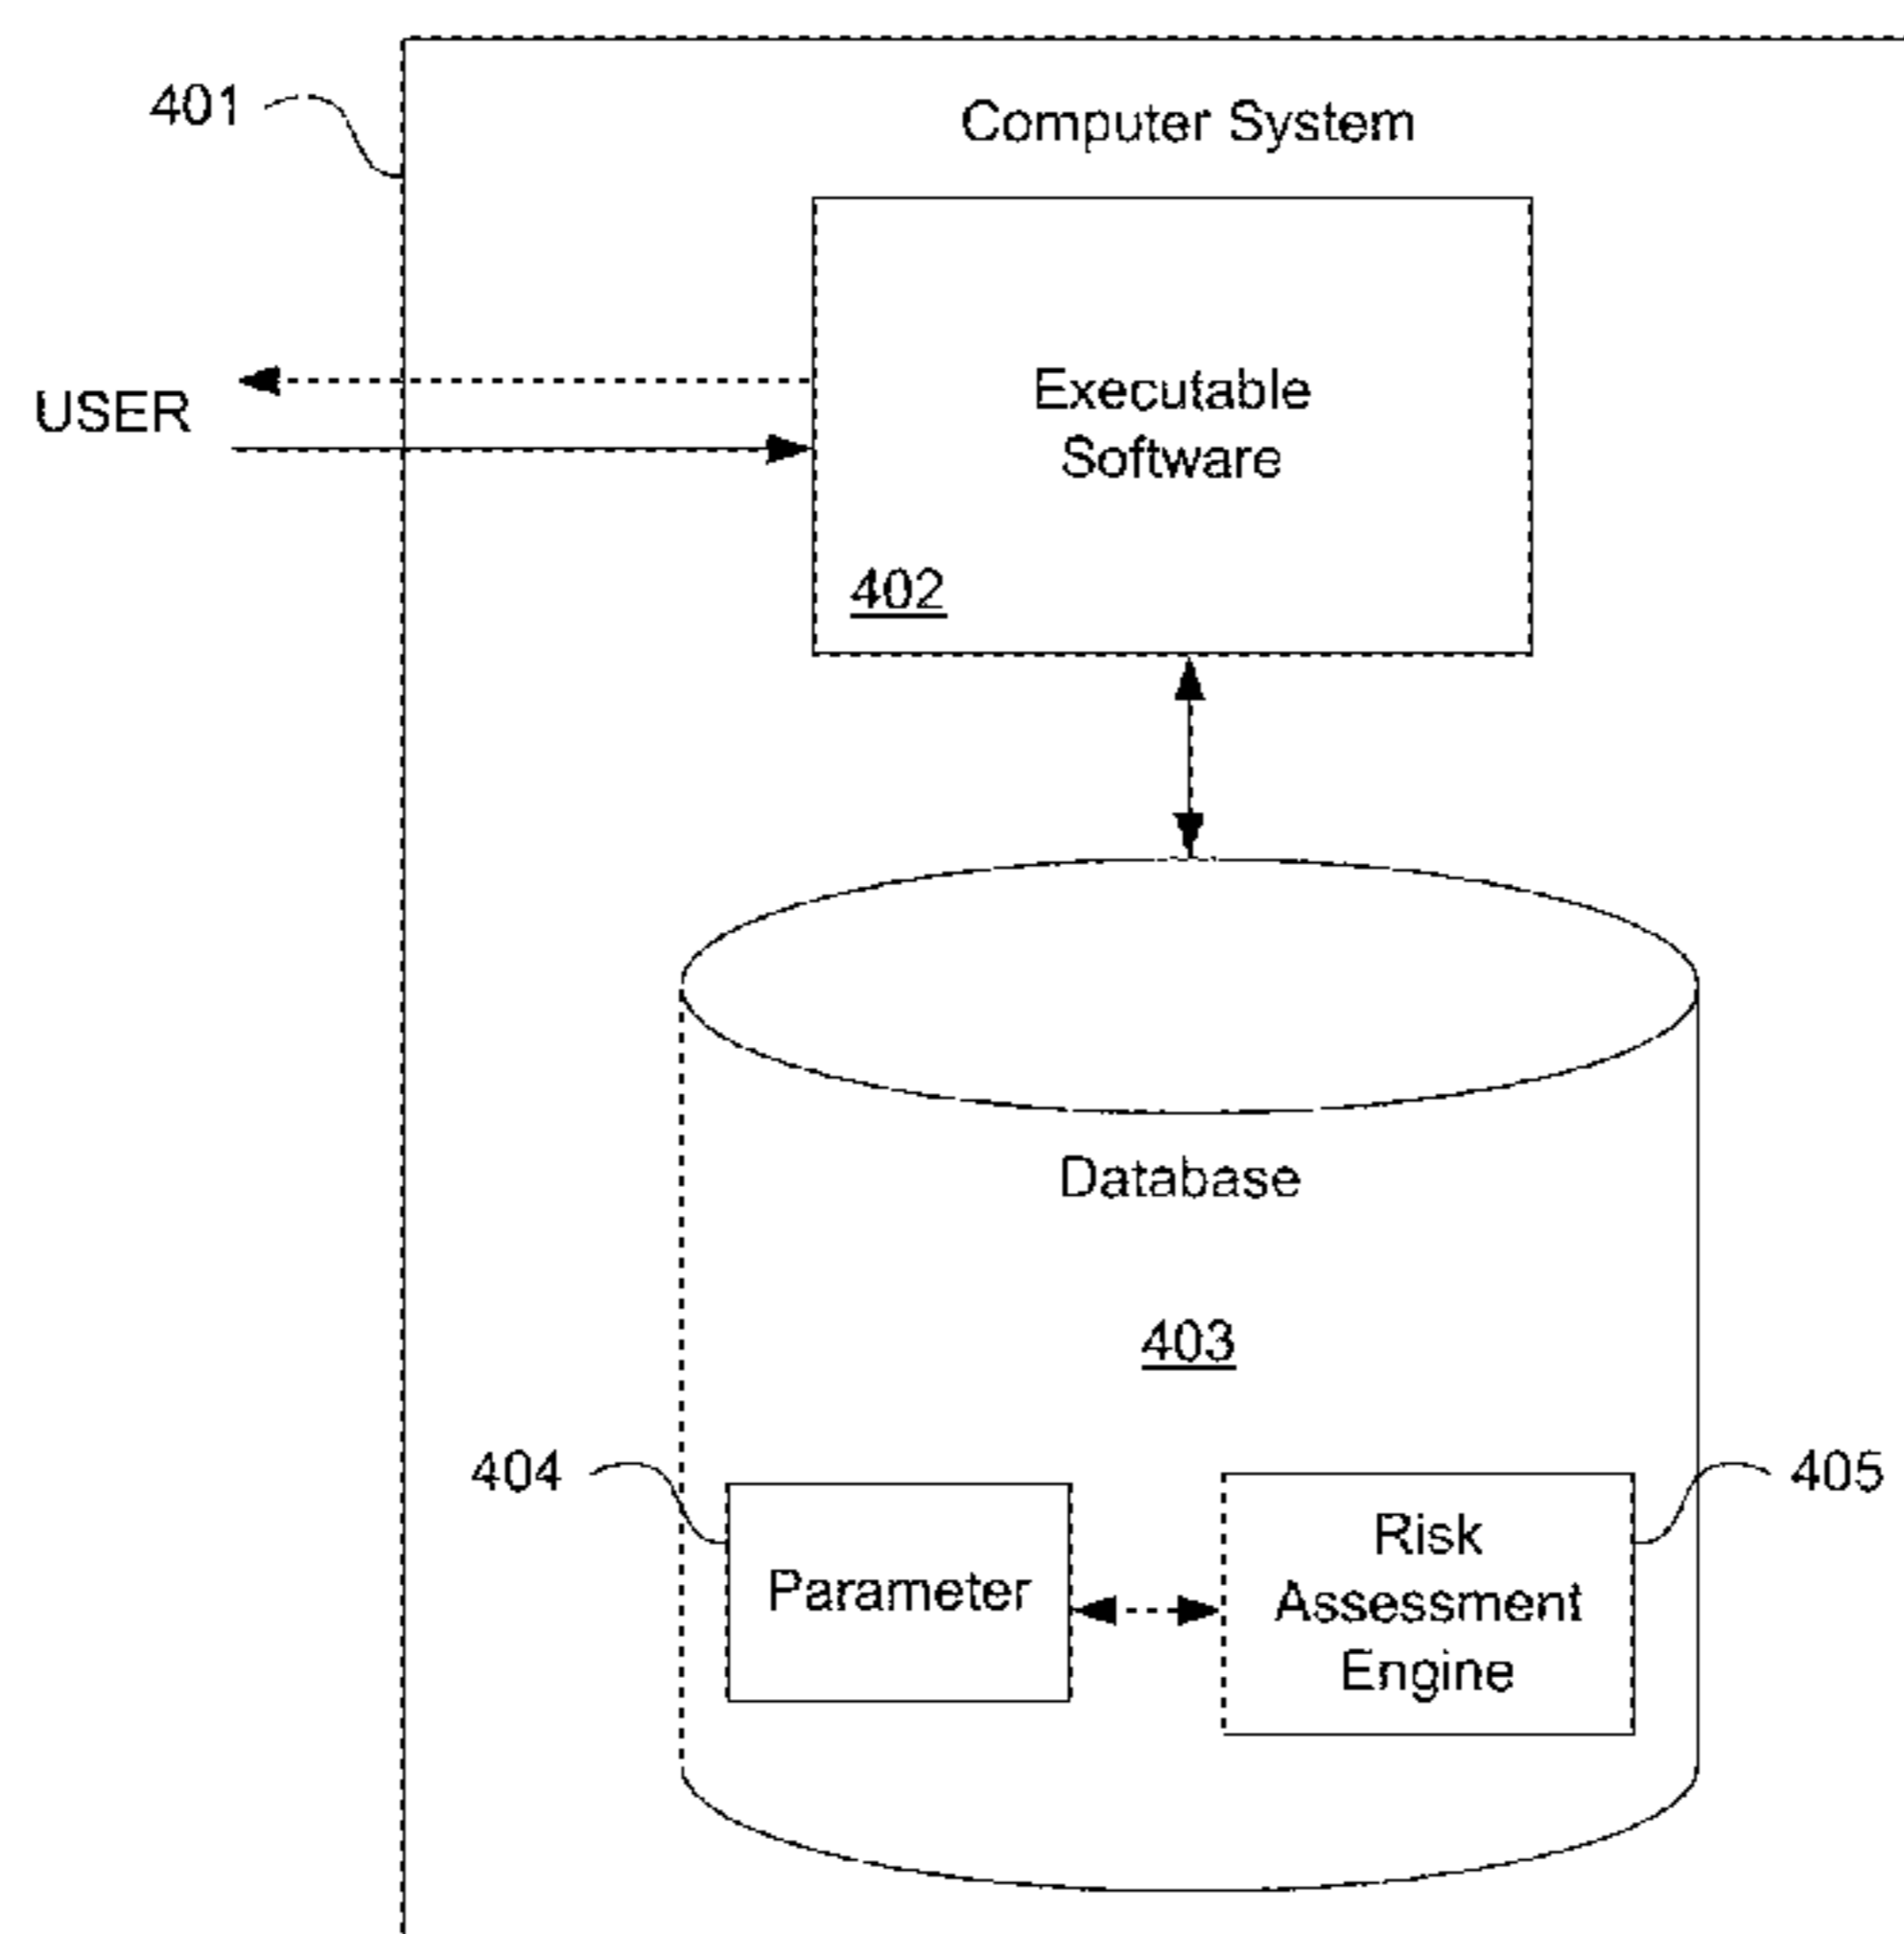 401
Computer System
USER
Executable
Software
402
Database
403
404
405
Parameter
Risk
Assessment
Engine